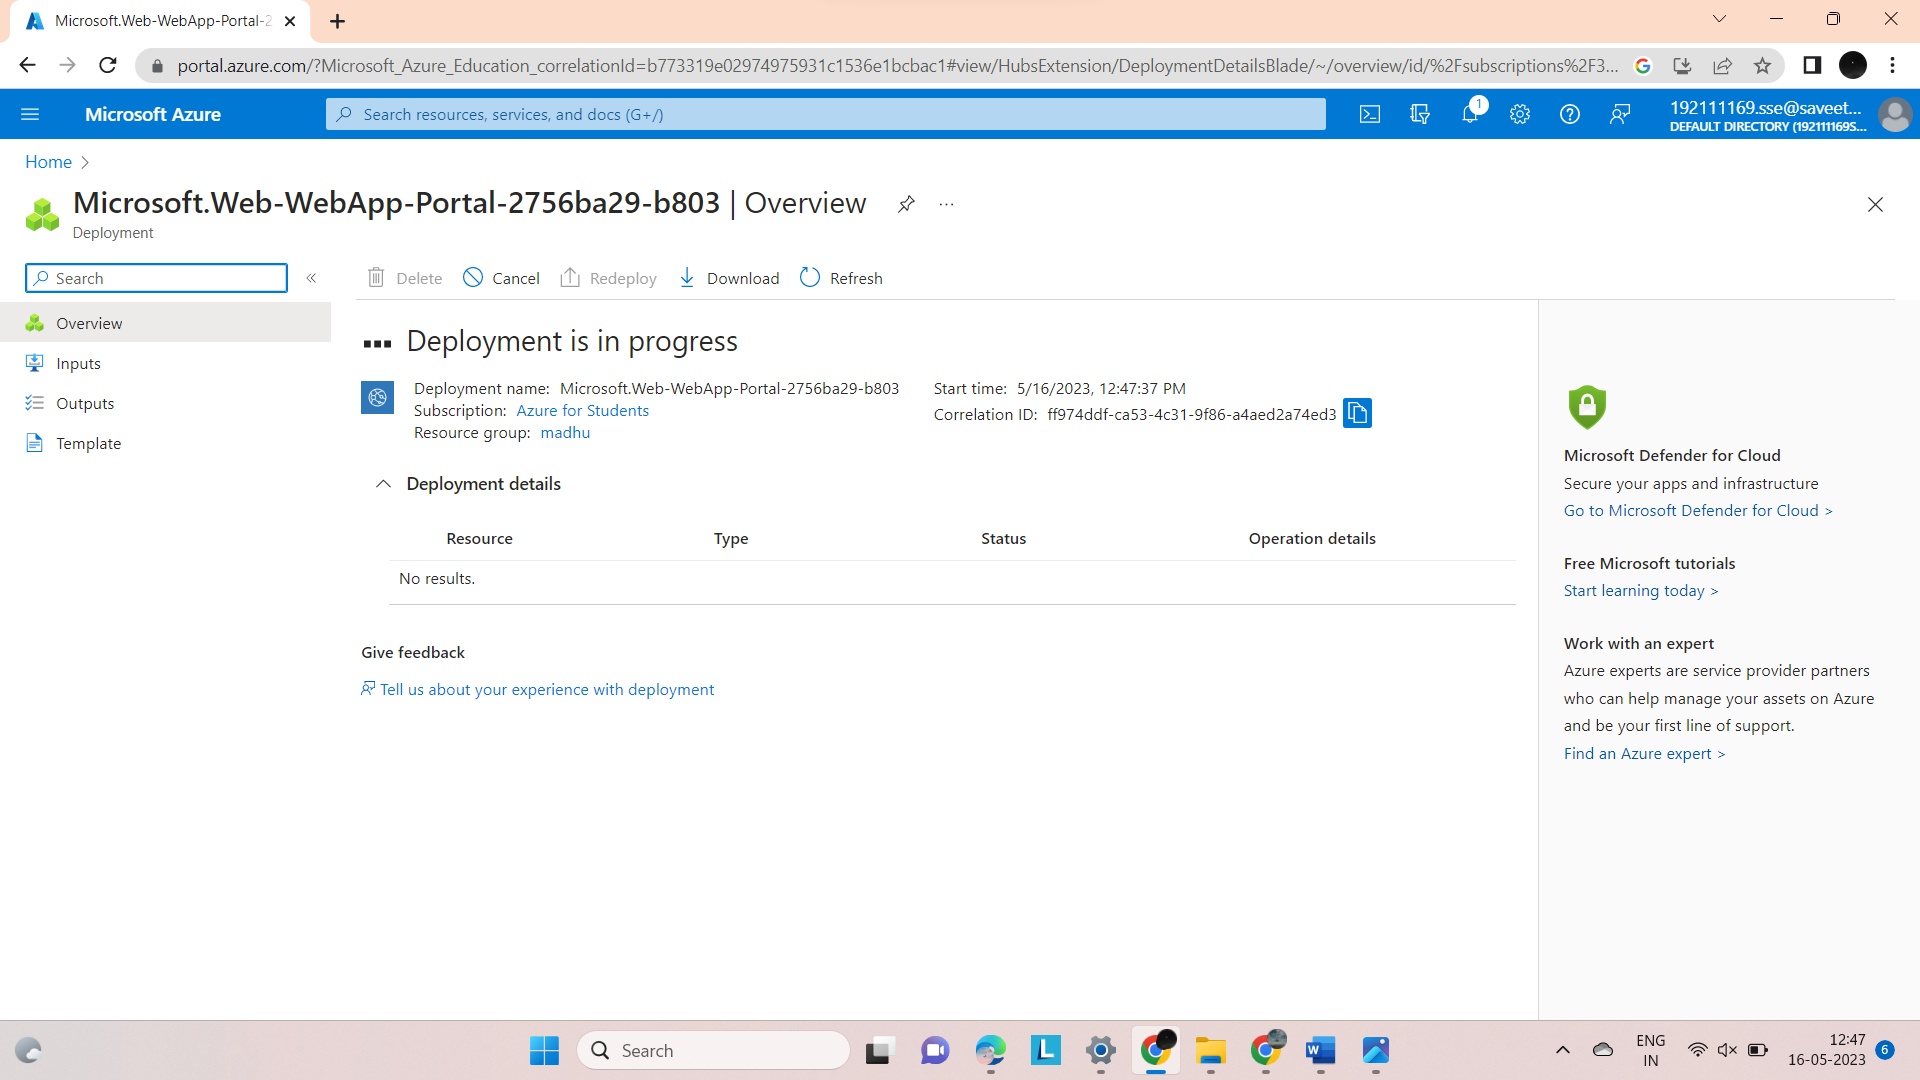 Microsoft.Web-WebApp-Portal-2
portal.azure.com/?Microsoft_Azure_Education_correlationId=b773319e02974975931c1536e1bcbac1#view/HubsExtension/DeploymentDetailsBlade/~/overview/id/%2Fsubscriptions%2F3...
Microsoft Azure
Search resources, services, and docs (G+/)
1
192111169.sse@saveet...
DEFAULT DIRECTORY (192111169S...
Home
Microsoft.Web-WebApp-Portal-2756ba29-b803 | Overview
...
Deployment
Search
«
Delete
Cancel
Redeploy
Download
Refresh
Overview
Inputs
Outputs
Template
Deployment is in progress
Deployment name: Microsoft.Web-WebApp-Portal-2756ba29-b803
Subscription: Azure for Students
Resource group: madhu
Start time: 5/16/2023, 12:47:37 PM
Correlation ID: ff974ddf-ca53-4c31-9f86-a4aed2a74ed3
Deployment details
Resource Type Status Operation details
No results.
Give feedback
Tell us about your experience with deployment
Microsoft Defender for Cloud
Secure your apps and infrastructure
Go to Microsoft Defender for Cloud >
Free Microsoft tutorials
Start learning today >
Work with an expert
Azure experts are service provider partners
who can help manage your assets on Azure
and be your first line of support.
Find an Azure expert >
Search
L
W
ENG
IN
12:47
16-05-2023
6